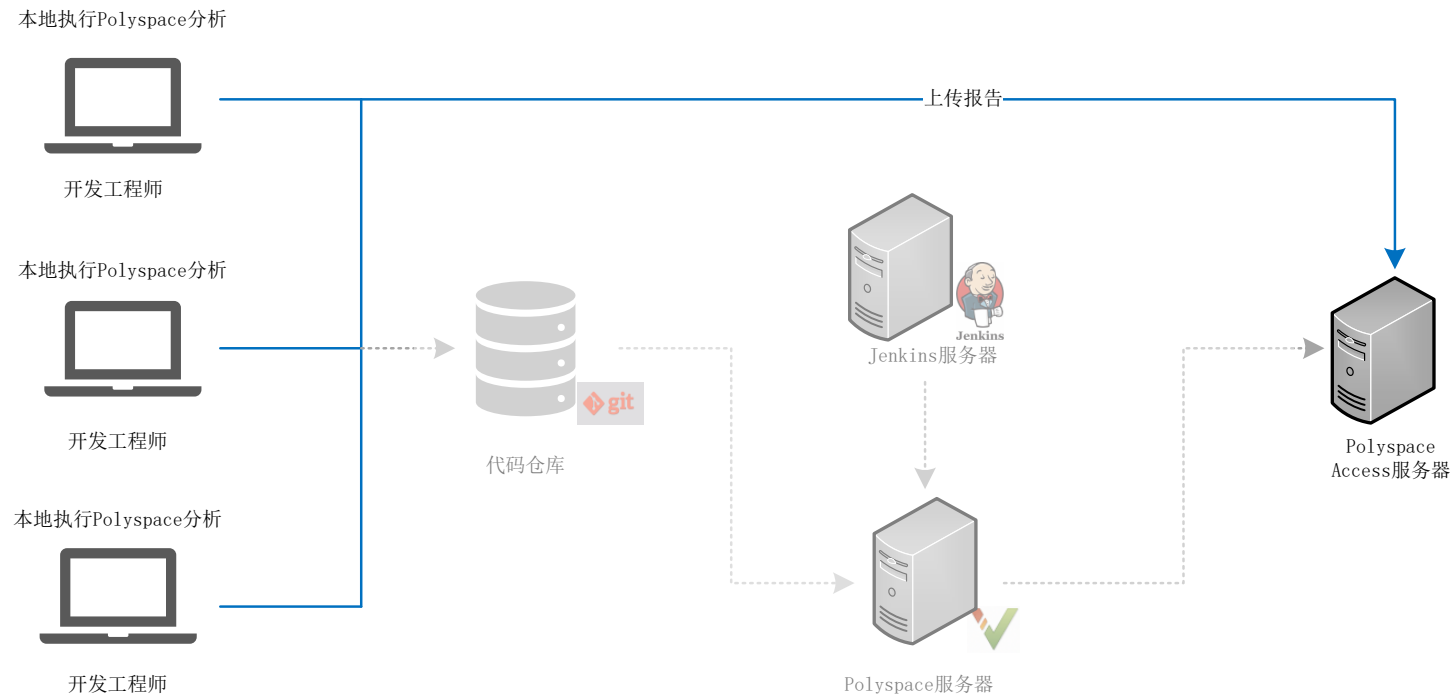 本地执行Polyspace分析
开发工程师
上传报告
本地执行Polyspace分析
开发工程师
git
代码仓库
Jenkins
Jenkins服务器
Polyspace
Access服务器
本地执行Polyspace分析
开发工程师
Polyspace服务器